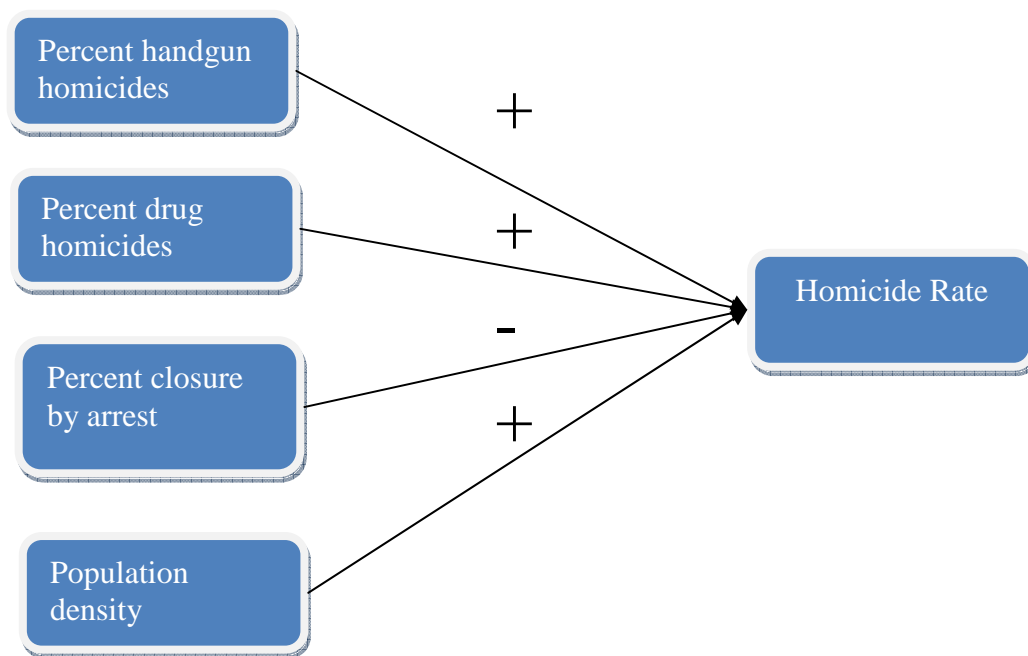 Percent handgun
homicides
+
Percent drug
homicides
+
Homicide Rate
-
Percent closure
by arrest
+
Population
density